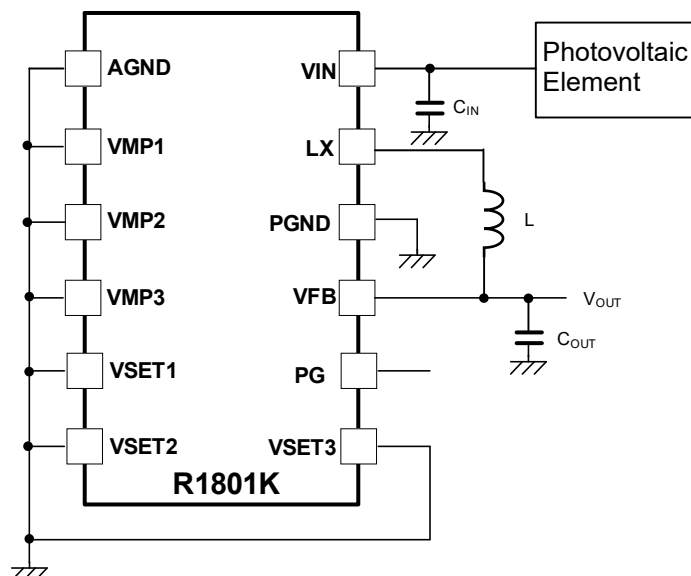 AGND
VMP1
VMP2
VMP3
VSET1
VSET2
VIN
LX
PGND
VFB
PG
VSET3
R1801K
Photovoltaic
Element
CIN
L
VOUT
COUT